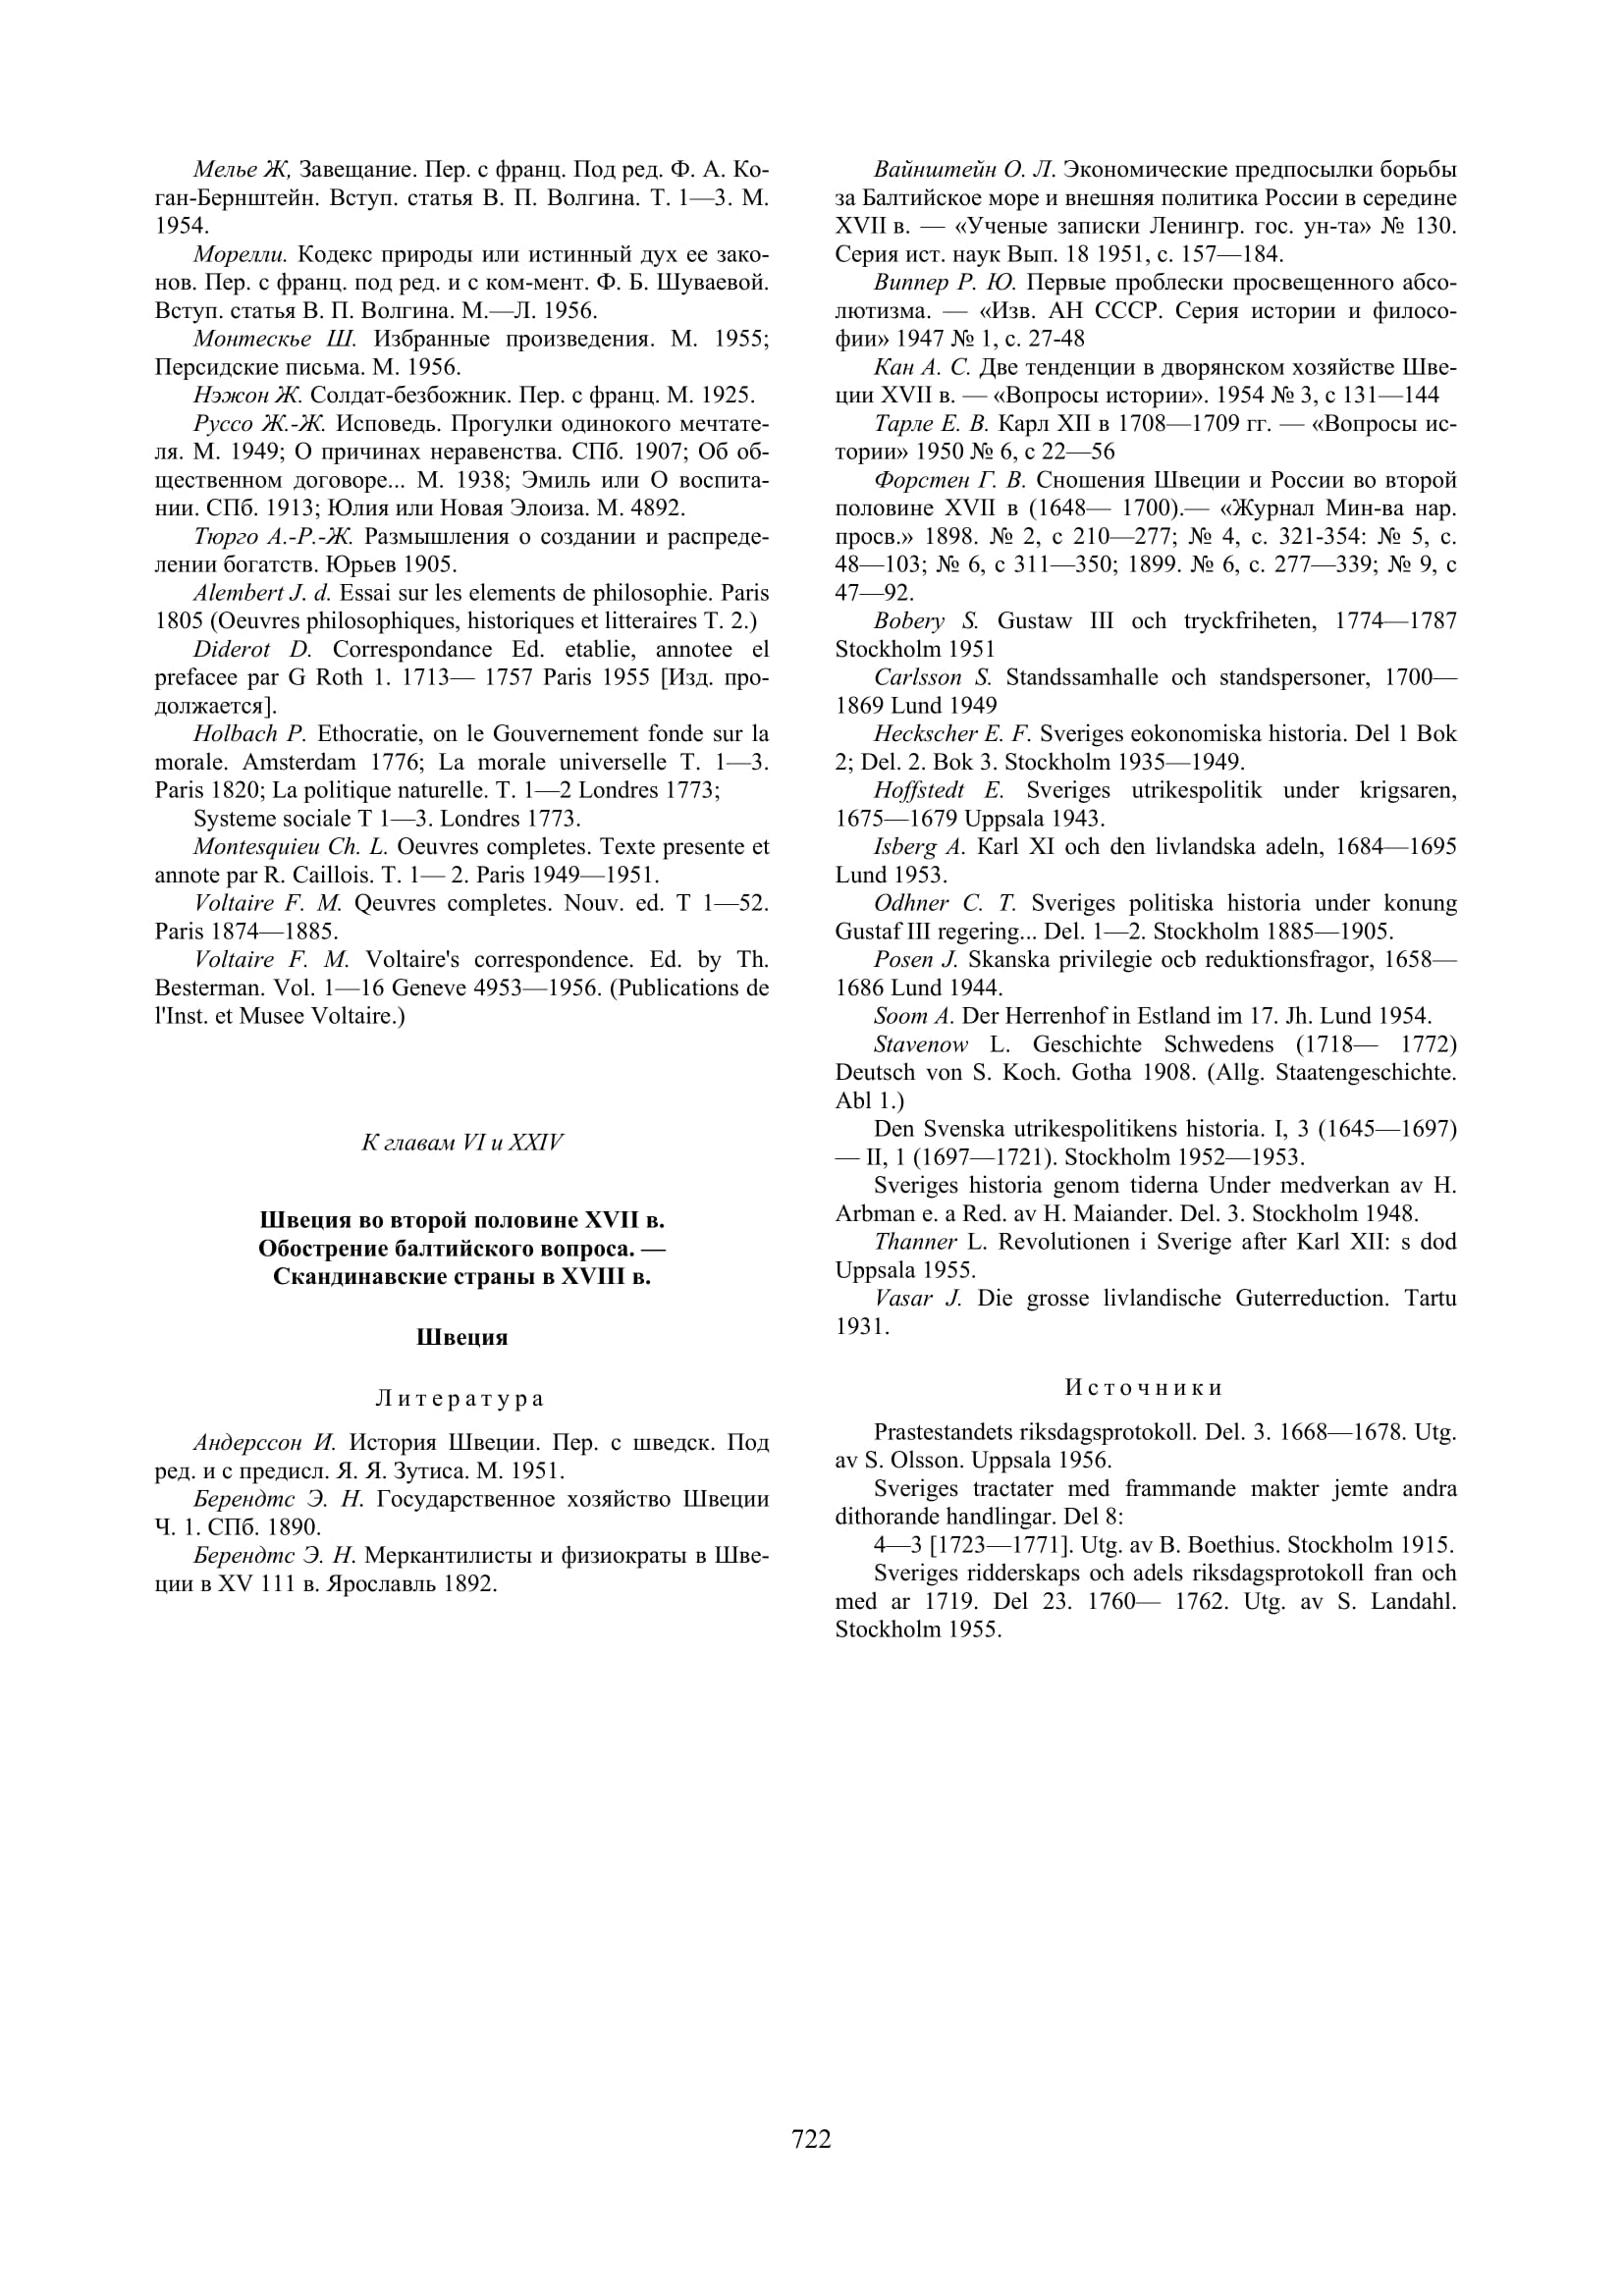 Мелье Ж, Завещание. Пер. с франц. Под ред. Ф. А. Ко-
ган-Бернштейн. Вступ. статья В. П. Волгина. Т. 1—3. М.
1954.
Морелли. Кодекс природы или истинный дух ее зако-
нов. Пер. с франц. под ред. и с ком-мент. Ф. Б. Шуваевой.
Вступ. статья В. П. Волгина. М.—Л. 1956.
Монтескье Ш. Избранные произведения. М. 1955;
Персидские письма. М. 1956.
Нэжон Ж. Солдат-безбожник. Пер. с франц. М. 1925.
Руссо Ж.-Ж. Исповедь. Прогулки одинокого мечтате-
ля. М. 1949; О причинах неравенства. СПб. 1907; Об об-
щественном договоре... М. 1938; Эмиль или О воспита-
нии. СПб. 1913; Юлия или Новая Элоиза. М. 4892.
Тюрго А.-Р.-Ж. Размышления о создании и распреде-
лении богатств. Юрьев 1905.
Alembert J. d. Essai sur les elements de philosophie. Paris
1805 (Oeuvres philosophiques, historiques et litteraires T. 2.)
Diderot D. Correspondance Ed. etablie, annotee el
prefacee par G Roth 1. 1713— 1757 Paris 1955 [Изд. про-
должается].
Holbach P. Ethocratie, on le Gouvernement fonde sur la
morale. Amsterdam 1776; La morale universelle T. 1—3.
Paris 1820; La politique naturelle. T. 1—2 Londres 1773;
Systeme sociale T 1—3. Londres 1773.
Montesquieu Ch. L. Oeuvres completes. Texte presente et
annote par R. Caillois. T. 1— 2. Paris 1949—1951.
Voltaire F. M. Qeuvres completes. Nouv. ed. T 1—52.
Paris 1874—1885.
Voltaire F. M. Voltaire's correspondence. Ed. by Th.
Besterman. Vol. 1—16 Geneve 4953—1956. (Publications de
l'Inst. et Musee Voltaire.)
К главам VI и XXIV
Швеция во второй половине XVII в.
Обострение балтийского вопроса. —
Скандинавские страны в XVIII в.
Швеция
Литература
Андерссон И. История Швеции. Пер. с шведск. Под
ред. и с предисл. Я. Я. Зутиса. М. 1951.
Берендтс Э. Н. Государственное хозяйство Швеции
Ч. 1. СПб. 1890.
Берендтс Э. Н. Меркантилисты и физиократы в Шве-
ции в XV 111 в. Ярославль 1892.
Вайнштейн О. Л. Экономические предпосылки борьбы
за Балтийское море и внешняя политика России в середине
XVII в. — «Ученые записки Ленингр. гос. ун-та» № 130.
Серия ист. наук Вып. 18 1951, с. 157—184.
Виппер Р. Ю. Первые проблески просвещенного абсо-
лютизма. — «Изв. АН СССР. Серия истории и филосо-
фии» 1947 № 1, с. 27-48
Кан А. С. Две тенденции в дворянском хозяйстве Шве-
ции XVII в. — «Вопросы истории». 1954 № 3, с 131—144
Тарле Е. В. Карл XII в 1708—1709 гг. — «Вопросы ис-
тории» 1950 № 6, с 22—56
Форстен Г. В. Сношения Швеции и России во второй
половине XVII в (1648— 1700).— «Журнал Мин-ва нар.
просв.» 1898. № 2, с 210—277; № 4, с. 321-354: № 5, с.
48—103; № 6, с 311—350; 1899. № 6, с. 277—339; № 9, с
47—92.
Bobery S. Gustaw III och tryckfriheten, 1774—1787
Stockholm 1951
Carlsson S. Standssamhalle och standspersoner, 1700—
1869 Lund 1949
Heckscher E. F. Sveriges eokonomiska historia. Del 1 Bok
2; Del. 2. Bok 3. Stockholm 1935—1949.
Hoffstedt E. Sveriges utrikespolitik under krigsaren,
1675—1679 Uppsala 1943.
Isberg A. Karl XI och den livlandska adeln, 1684—1695
Lund 1953.
Odhner C. T. Sveriges politiska historia under konung
Gustaf III regering... Del. 1—2. Stockholm 1885—1905.
Posen J. Skanska privilegie ocb reduktionsfragor, 1658—
1686 Lund 1944.
Soom A. Der Herrenhof in Estland im 17. Jh. Lund 1954.
Stavenow L. Geschichte Schwedens (1718— 1772)
Deutsch von S. Koch. Gotha 1908. (Allg. Staatengeschichte.
Abl 1.)
Den Svenska utrikespolitikens historia. I, 3 (1645—1697)
— II, 1 (1697—1721). Stockholm 1952—1953.
Sveriges historia genom tiderna Under medverkan av H.
Arbman e. a Red. av H. Maiander. Del. 3. Stockholm 1948.
Thanner L. Revolutionen i Sverige after Karl XII: s dod
Uppsala 1955.
Vasar J. Die grosse livlandische Guterreduction. Tartu
1931.
Источники
Prastestandets riksdagsprotokoll. Del. 3. 1668—1678. Utg.
av S. Olsson. Uppsala 1956.
Sveriges tractater med frammande makter jemte andra
dithorande handlingar. Del 8:
4—3 [1723—1771]. Utg. av B. Boethius. Stockholm 1915.
Sveriges ridderskaps och adels riksdagsprotokoll fran och
med ar 1719. Del 23. 1760— 1762. Utg. av S. Landahl.
Stockholm 1955.
722